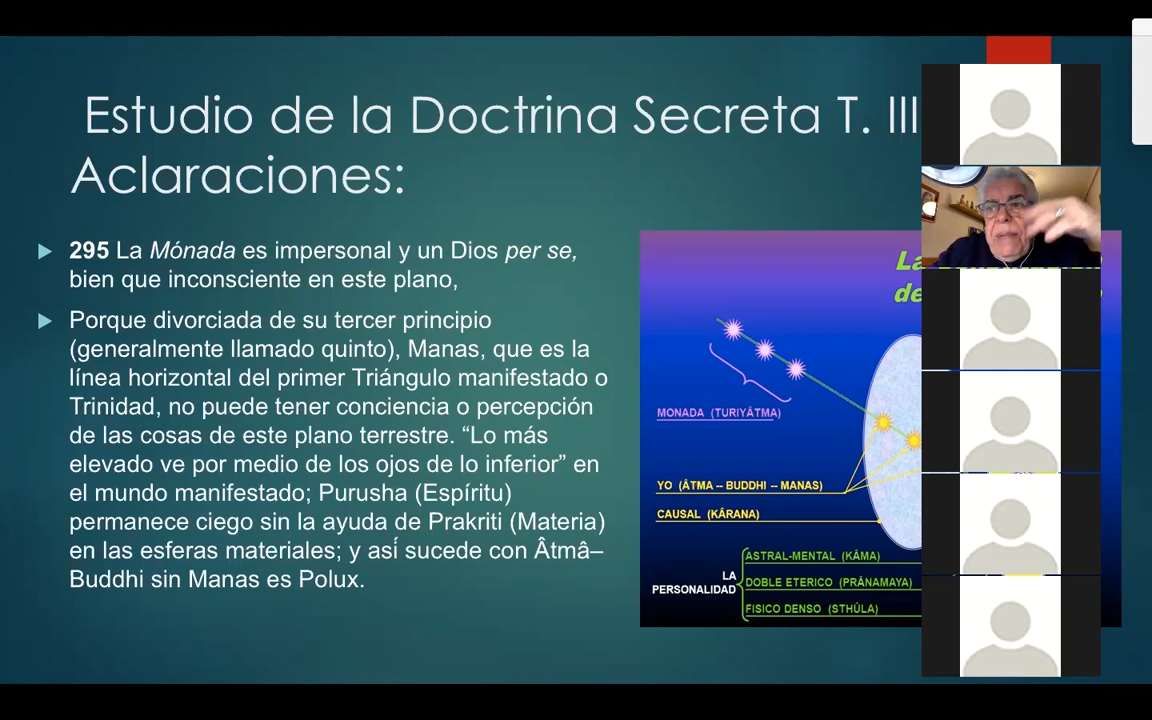 Estudio de la Doctrina Secreta T. III
Aclaraciones:
295 La Mónada es impersonal y un Dios per se,
bien que inconsciente en este plano,
Porque divorciada de su tercer principio
(generalmente llamado quinto), Manas, que es la
línea horizontal del primer Triángulo manifestado o
Trinidad, no puede tener conciencia o percepción
de las cosas de este plano terrestre. “Lo más
elevado ve por medio de los ojos de lo inferior” en
el mundo manifestado; Purusha (Espíritu)
permanece ciego sin la ayuda de Prakriti (Materia)
en las esferas materiales; y así sucede con Âtmâ–
Buddhi sin Manas es Polux.
MONADA (TURIYÂTMA)
YO (ÂTMA -- BUDDHI -- MANAS)
CAUSAL (KÂRANA)
LA
PERSONALIDAD
ASTRAL-MENTAL (KÂMA)
DOBLE ETERICO (PRÂNAMAYA)
FISICO DENSO (STHÛLA)